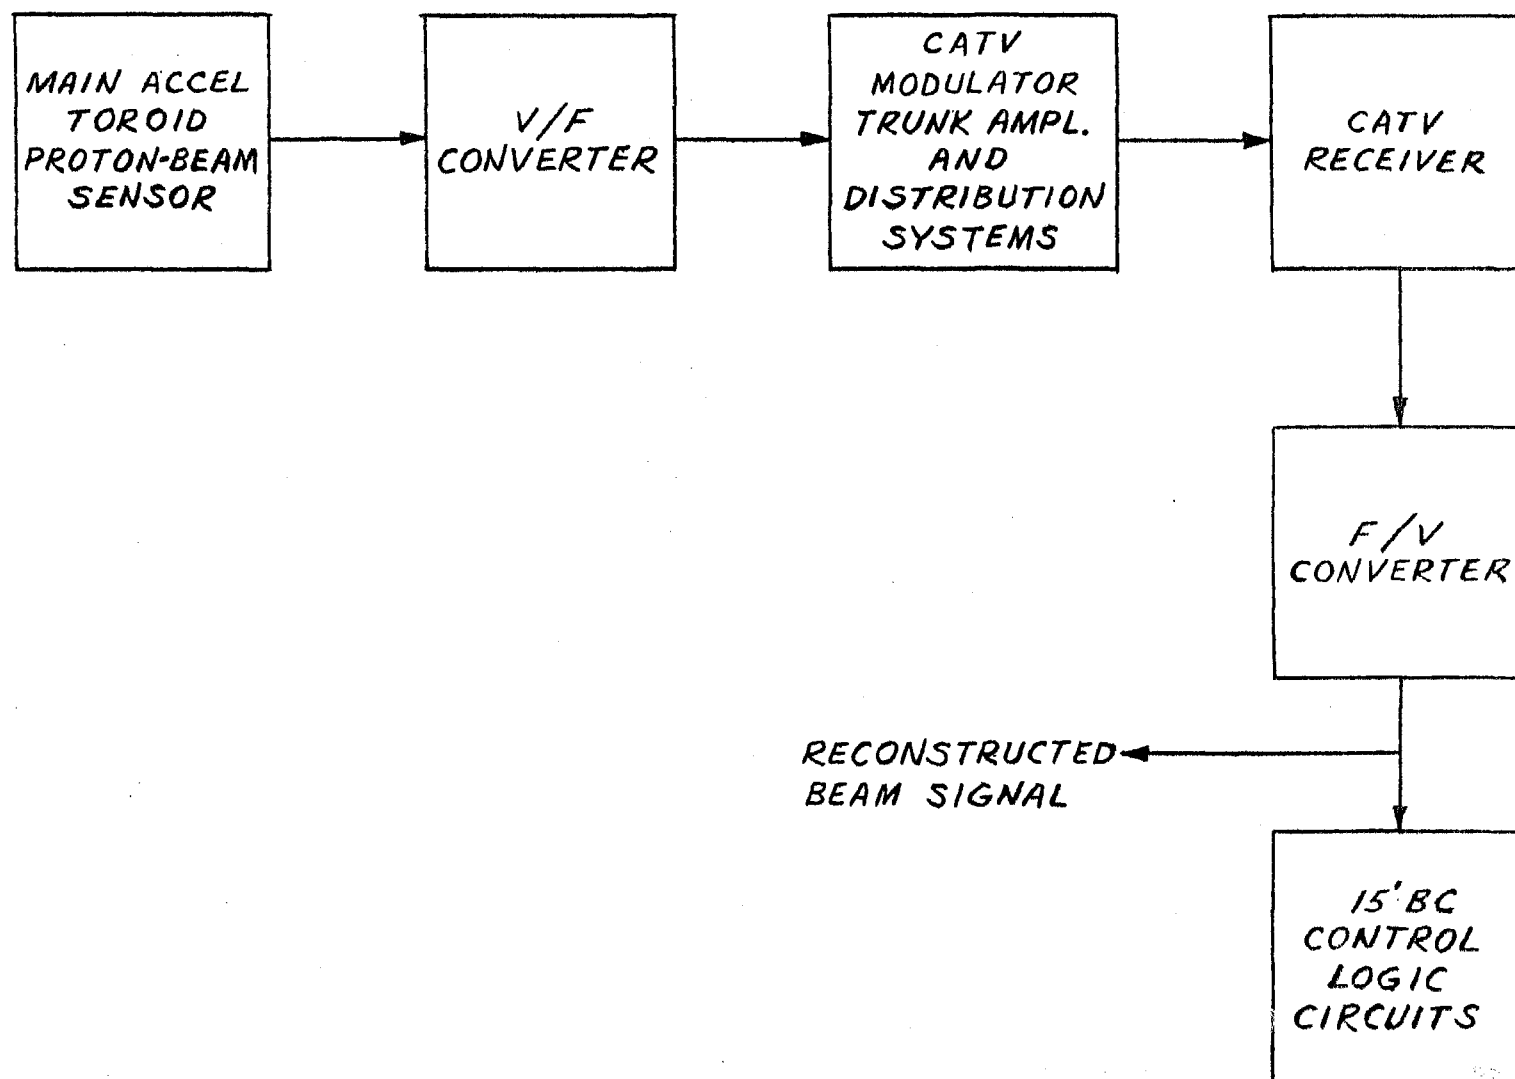 MAIN ACCEL
TOROID
PROTON-BEAM
SENSOR
V/F
CONVERTER
CATV
MODULATOR
TRUNK AMPL.
AND
DISTRIBUTION
SYSTEMS
CATV
RECEIVER
F/V
CONVERTER
RECONSTRUCTED
BEAM SIGNAL
15' BC
CONTROL
LOGIC
CIRCUITS